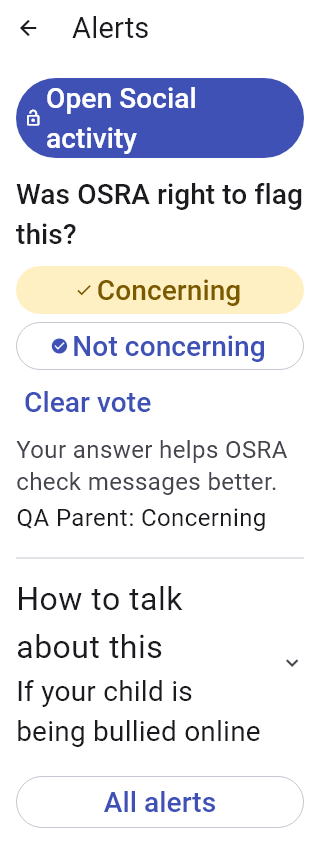 Alerts
Open Social
activity
Was OSRA right to flag
this?
Concerning
Not concerning
Clear vote
Your answer helps OSRA
check messages better.
QA Parent: Concerning
How to talk
about this
If your child is
being bullied online
All alerts